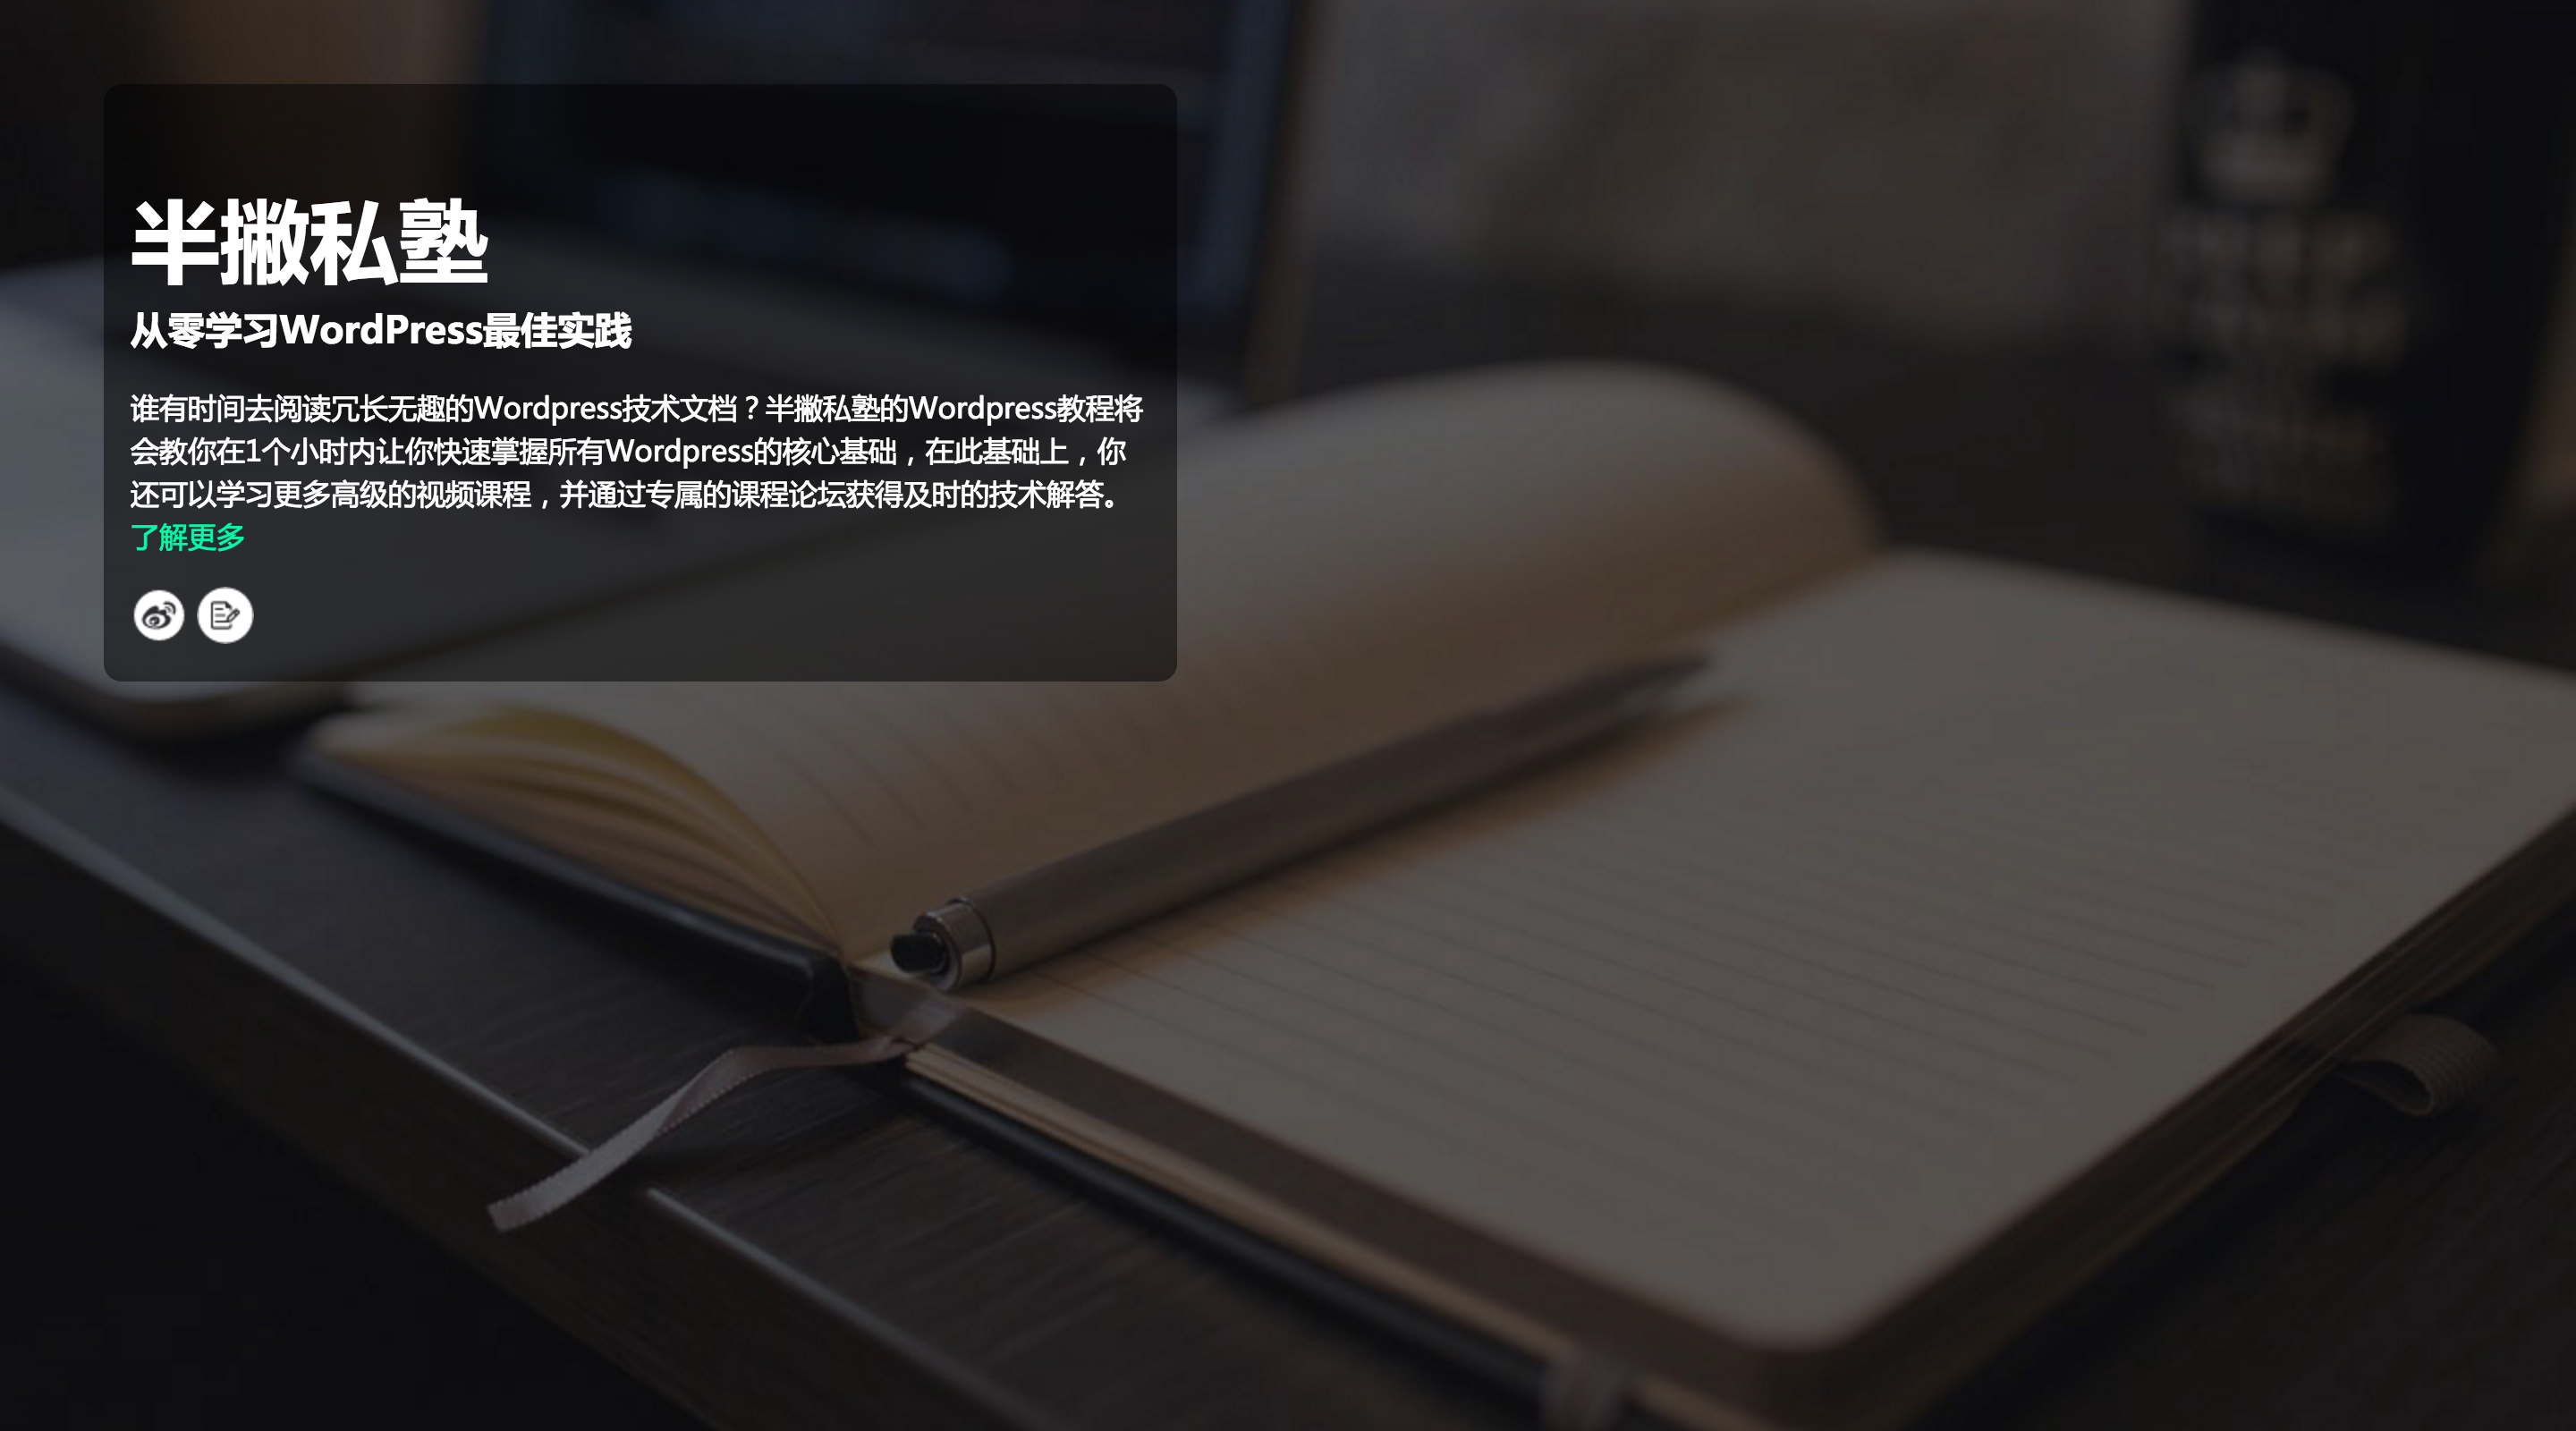 半撇私塾
从零学习WordPress最佳实践
谁有时间去阅读冗长无趣的Wordpress技术文档？半撇私塾的Wordpress教程将
会教你在1个小时内让你快速掌握所有Wordpress的核心基础，在此基础上，你
还可以学习更多高级的视频课程，并通过专属的课程论坛获得及时的技术解答。
了解更多